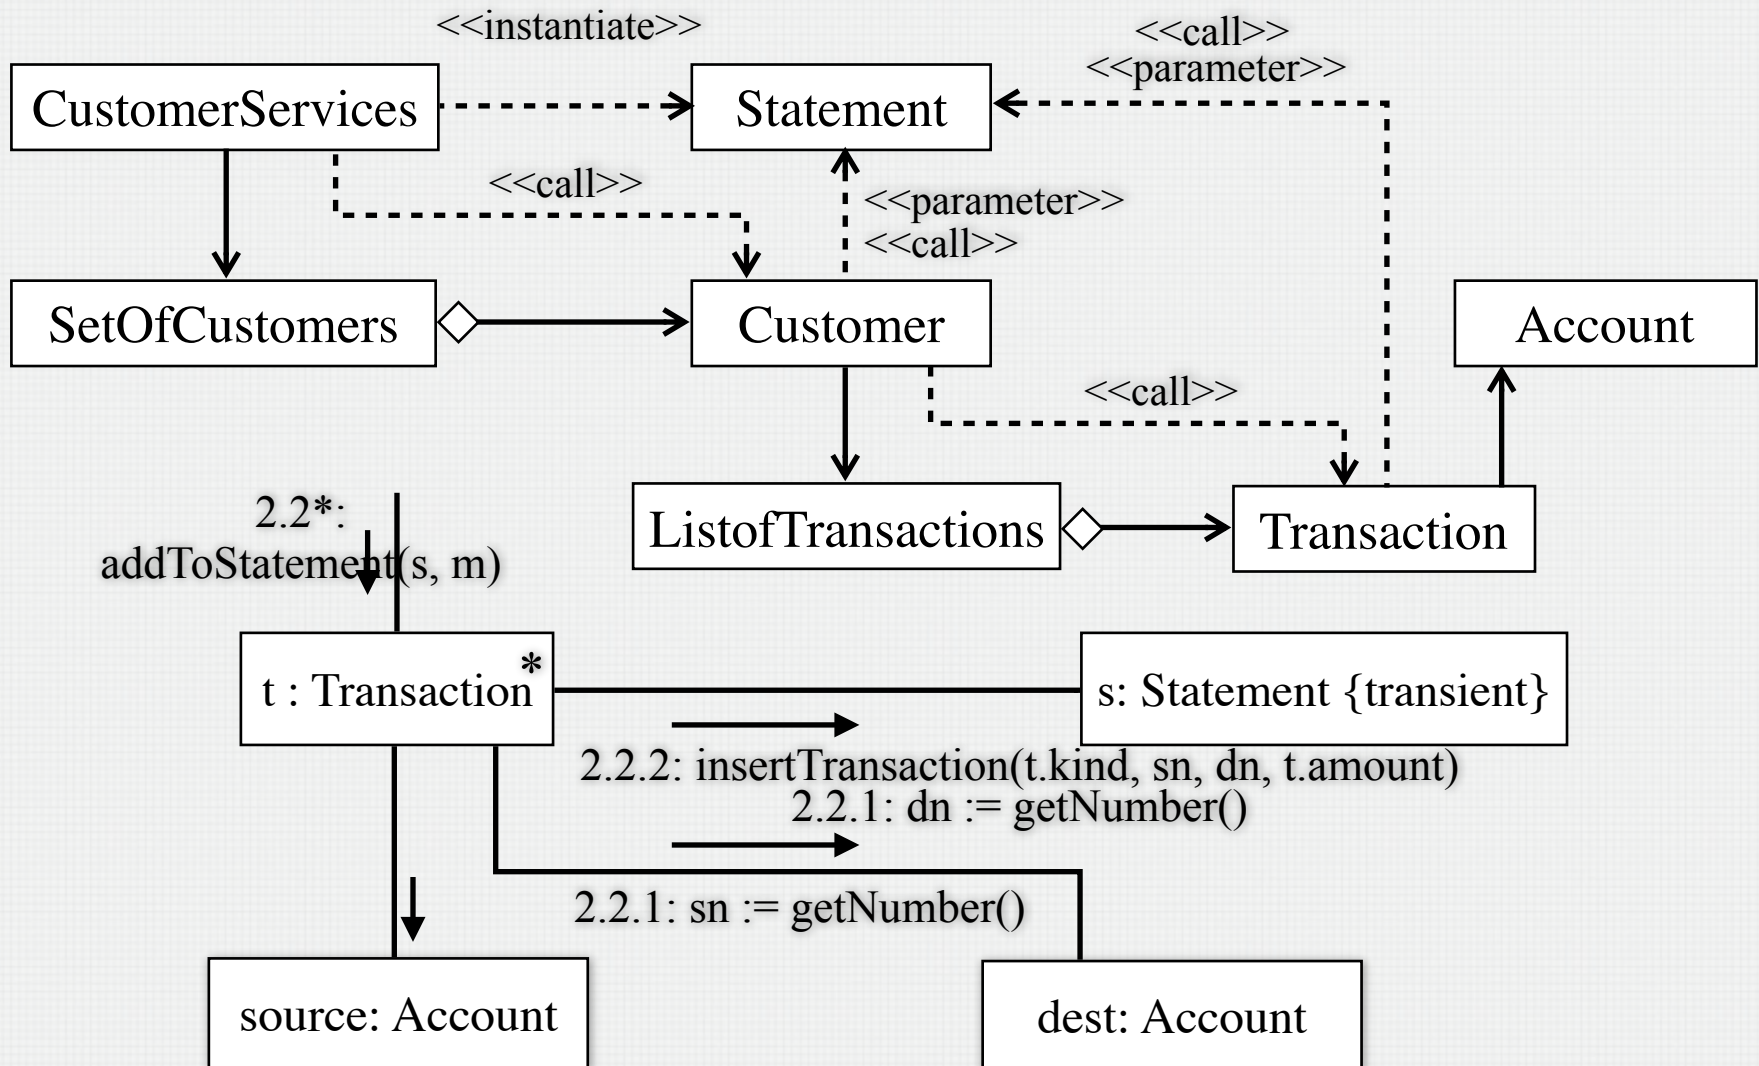 <<instantiate>>
<<call>>
<<parameter>>
CustomerServices
Statement
<<call>>
<<parameter>>
<<call>>
SetOfCustomers
Customer
Account
<<call>>
2.2*:
addToStatement(s, m)
ListofTransactions
Transaction
t : Transaction*
s: Statement {transient}
2.2.2: insertTransaction(t.kind, sn, dn, t.amount)
2.2.1: dn := getNumber()
2.2.1: sn := getNumber()
source: Account
dest: Account